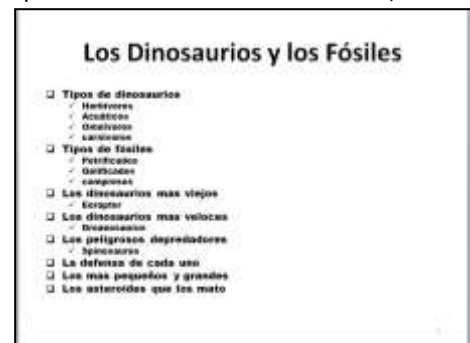 Los Dinosaurios y los Fósiles
Tipos de dinosaurios
Herbívoros
Acuáticos
Omnívoros
carnívoros
Tipos de fósiles
Petrificados
compresos
Los dinosaurios mas viejos
Eoraptor
Los dinosaurios mas veloces
Los peligrosos depredadores
Spinosauros
La defensa de cada uno
Los mas pequeños y grandes
Los asteroides que los mato